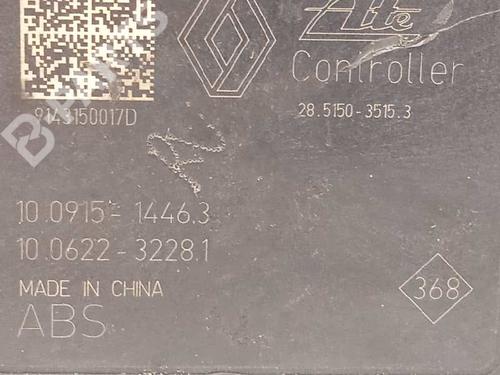 Ate
Controller
9143150017D
28.5150-3515.3
10.0915-1446.3
10.0622-3228.1
MADE IN CHINA
368
ABS